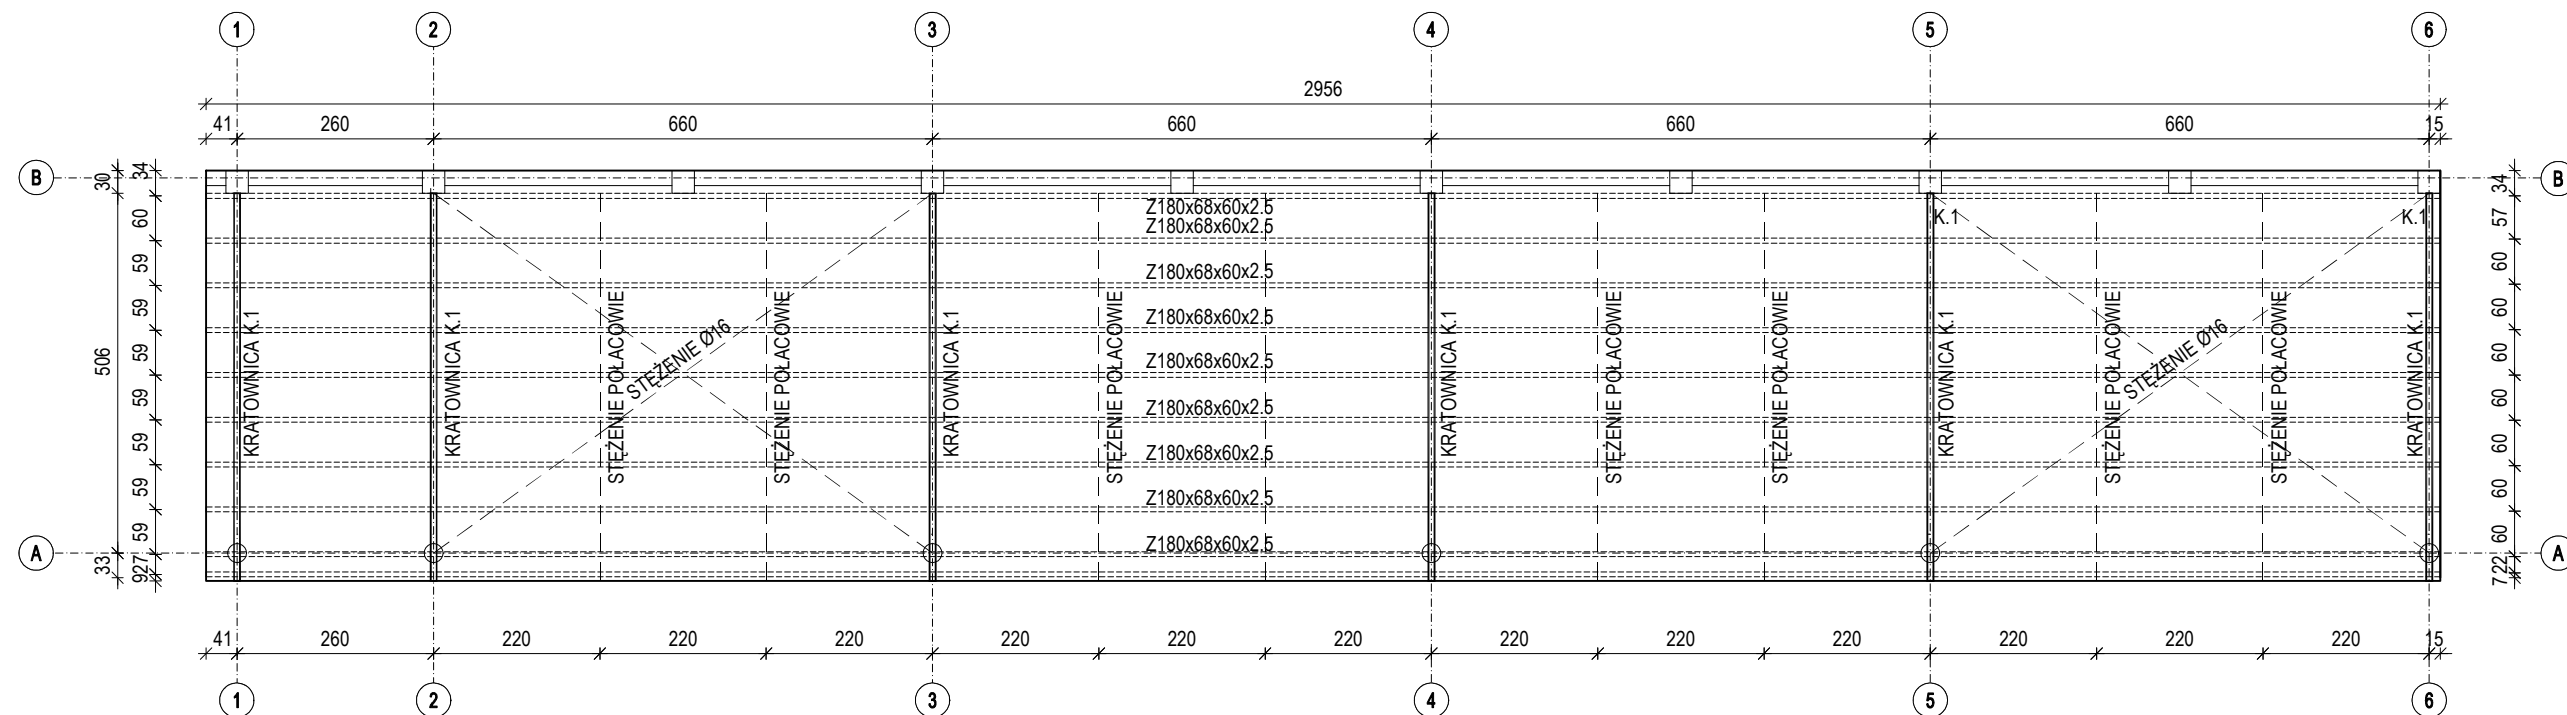 1 2 3 4 5 6
2956
41 260 660 660 660 660 15
B B
30 34
60
59
59
59
59
59
59
59
506
33 927
34
57
60
60
60
60
60
60
60
722
K.1 K.1
Z180x68x60x2.5
Z180x68x60x2.5
Z180x68x60x2.5
Z180x68x60x2.5
Z180x68x60x2.5
Z180x68x60x2.5
Z180x68x60x2.5
Z180x68x60x2.5
Z180x68x60x2.5
KRATOWNICA K.1
KRATOWNICA K.1
STĘŻENIE POŁACOWIE
STĘŻENIE Ø16
STĘŻENIE POŁACOWIE
KRATOWNICA K.1
STĘŻENIE POŁACOWIE
KRATOWNICA K.1
STĘŻENIE POŁACOWIE
STĘŻENIE POŁACOWIE
KRATOWNICA K.1
STĘŻENIE POŁACOWIE
STĘŻENIE Ø16
STĘŻENIE POŁACOWIE
KRATOWNICA K.1
A A
41 260 220 220 220 220 220 220 220 220 220 220 220 220 15
1 2 3 4 5 6